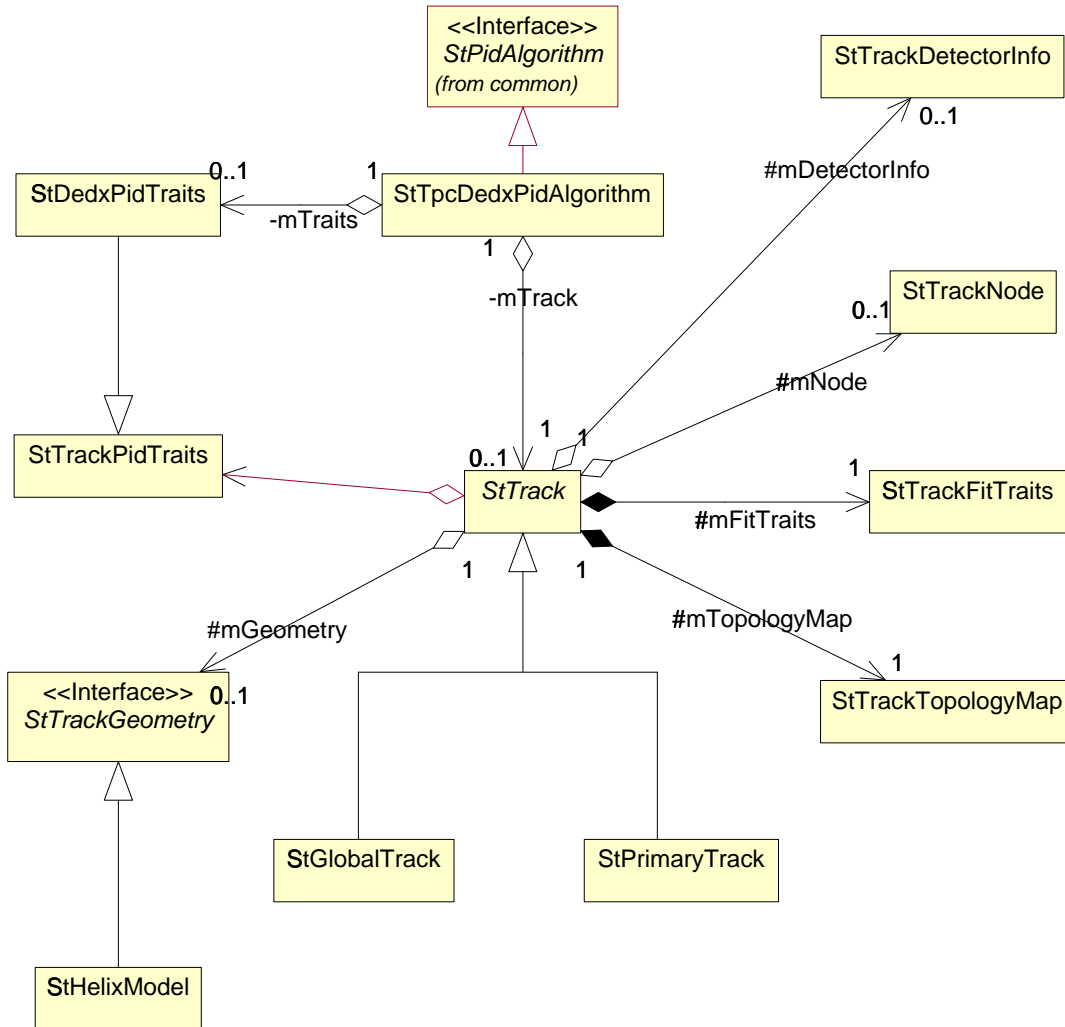 <<Interface>>
StPidAlgorithm
(from common)
StTrackDetectorInfo
0..1
#mDetectorInfo
StDedxPidTraits
0..1
1
StTpcDedxPidAlgorithm
-mTraits
1
-mTrack
StTrackNode
0..1
#mNode
StTrackPidTraits
1
1
0..1
StTrack
1
StTrackFitTraits
#mFitTraits
1
1
#mGeometry
#mTopologyMap
<<Interface>>
StTrackGeometry
0..1
1
StTrackTopologyMap
StGlobalTrack
StPrimaryTrack
StHelixModel